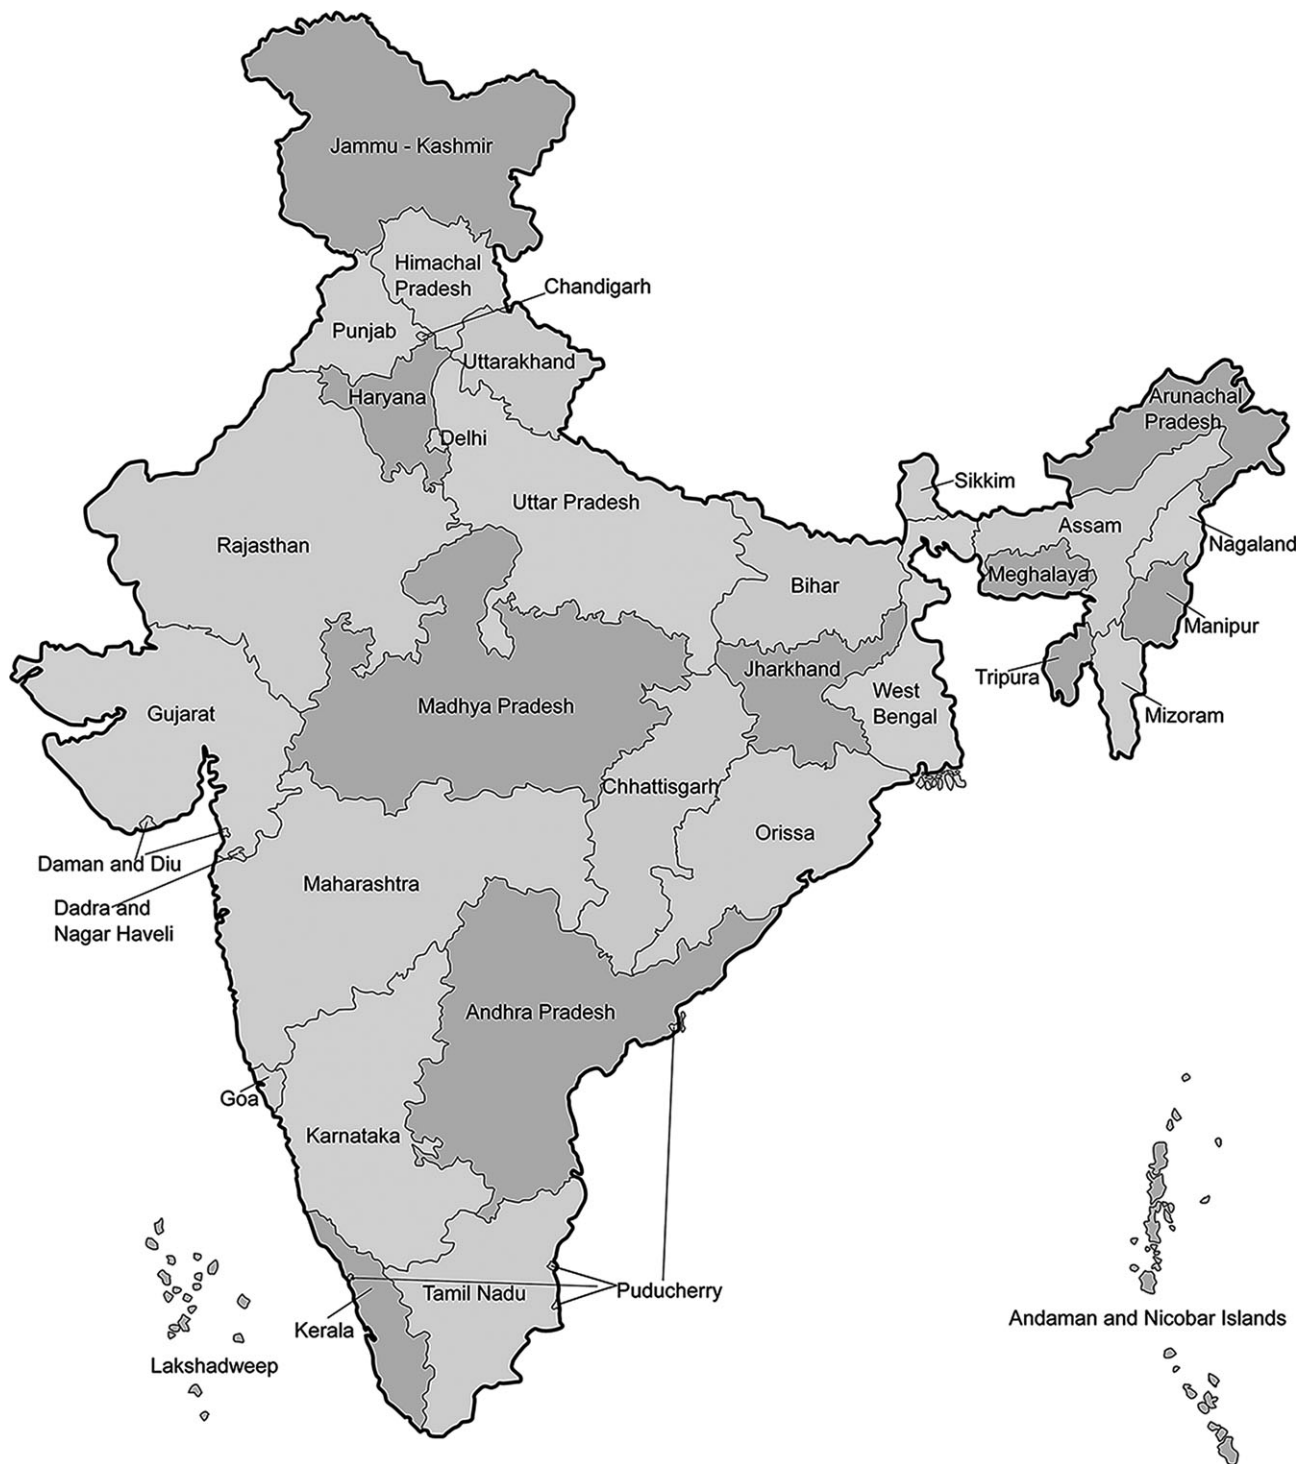 Jammu - Kashmir
Himachal
Pradesh
Chandigarh
Punjab
Uttarakhand
Haryana
Delhi
Arunachal
Pradesh
Sikkim
Uttar Pradesh
Assam
Nagaland
Rajasthan
Meghalaya
Bihar
Manipur
Jharkhand
Tripura
West
Bengal
Madhya Pradesh
Gujarat
Mizoram
Chhattisgarh
Orissa
Daman and Diu
Maharashtra
Dadra and
Nagar Haveli
Andhra Pradesh
Goa
Karnataka
Puducherry
Tamil Nadu
Kerala
Andaman and Nicobar Islands
Lakshadweep